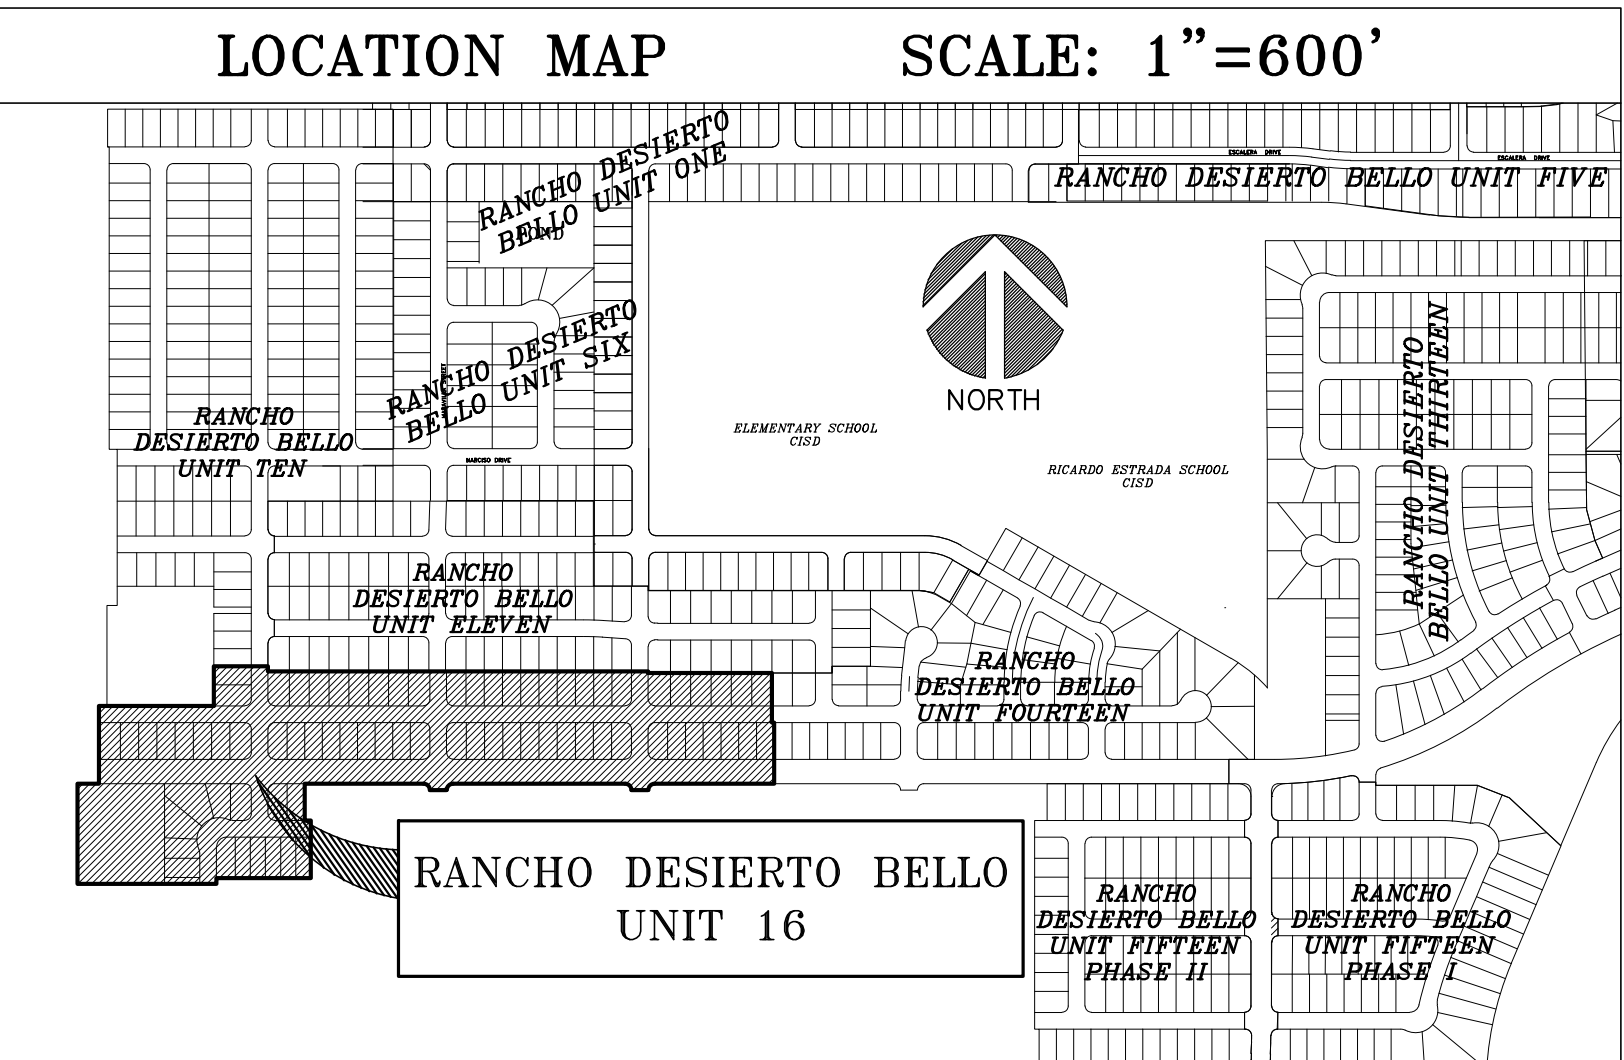 LOCATION MAP SCALE: 1"=600'
RANCHO DESIERTO
BELLO UNIT ONE
POND
ESCALERA DRIVE
ESCALERA DRIVE
RANCHO DESIERTO BELLO UNIT FIVE
NORTH
RANCHO DESIERTO
BELLO UNIT SIX
RANCHO DESIERTO
BELLO UNIT THIRTEEN
RANCHO
DESIERTO BELLO
UNIT TEN
ELEMENTARY SCHOOL
CISD
NARCISO DRIVE
RICARDO ESTRADA SCHOOL
CISD
RANCHO
DESIERTO BELLO
UNIT ELEVEN
RANCHO
DESIERTO BELLO
UNIT FOURTEEN
RANCHO DESIERTO BELLO
UNIT 16
RANCHO
DESIERTO BELLO
UNIT FIFTEEN
PHASE II
RANCHO
DESIERTO BELLO
UNIT FIFTEEN
PHASE I